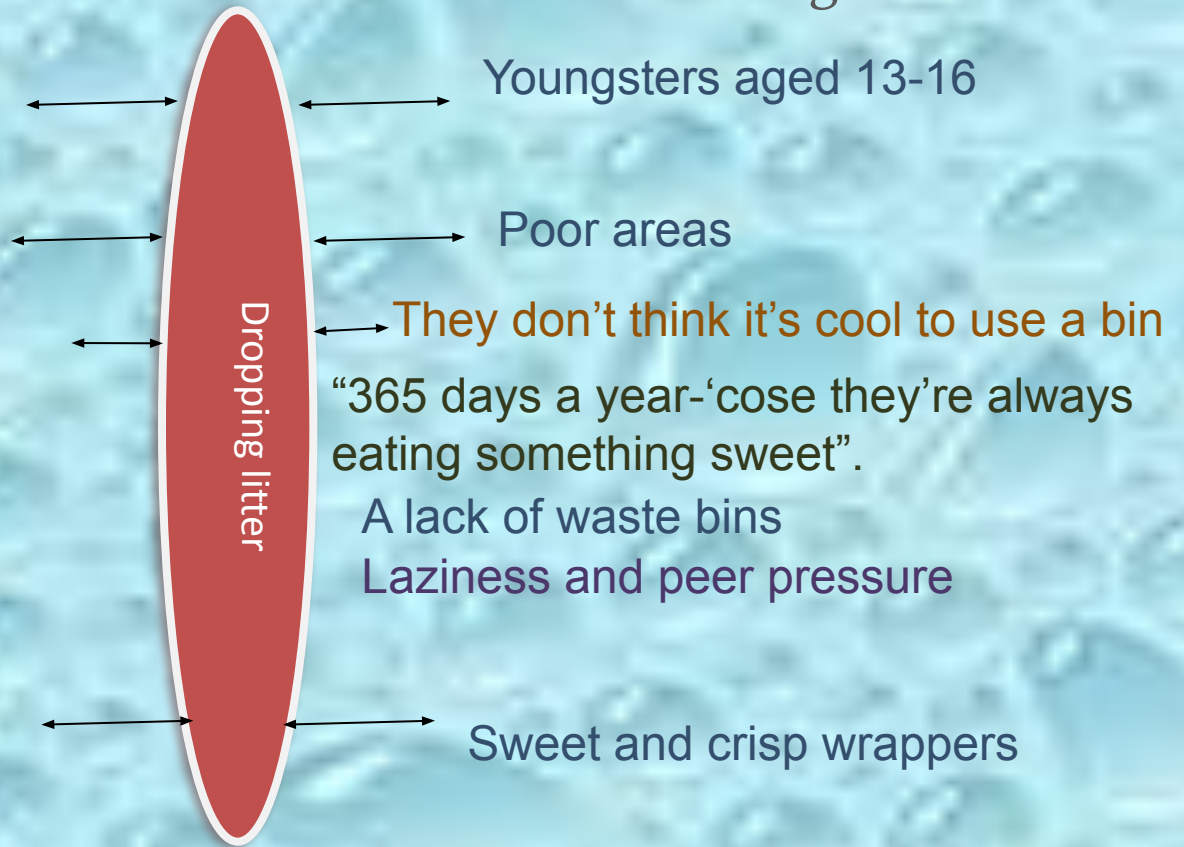 Youngsters aged 13-16
Poor areas
Dropping litter
They don’t think it’s cool to use a bin
“365 days a year-‘cose they’re always
eating something sweet”.
A lack of waste bins
Laziness and peer pressure
Sweet and crisp wrappers